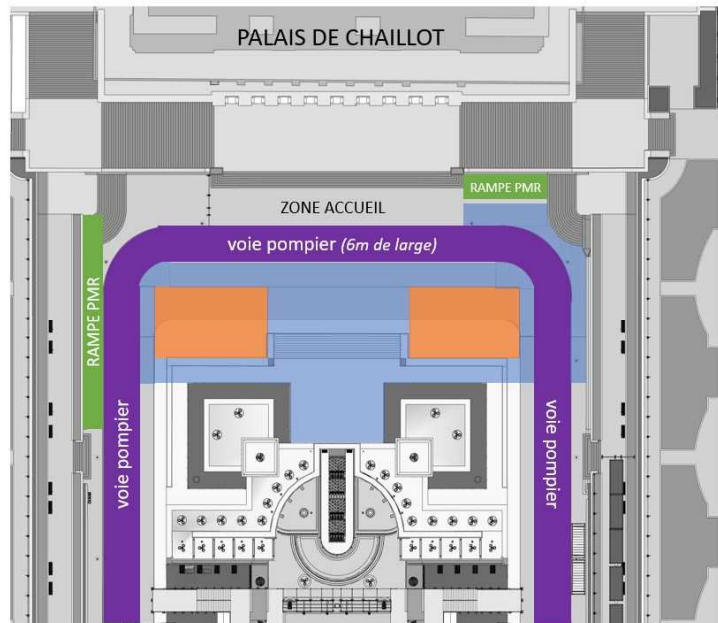 PALAIS DE CHAILLOT
RAMPE PMR
ZONE ACCUEIL
voie pompier (6m de large)
RAMPE PMR
voie pompier
voie pompier